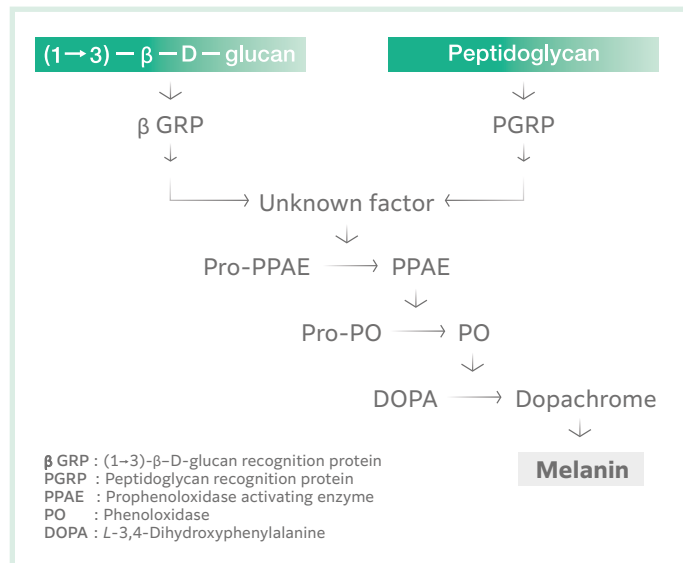 (1→3) – β – D – glucan
Peptidoglycan
β GRP
PGRP
Unknown factor
Pro-PPAE
PPAE
Pro-PO
PO
DOPA
Dopachrome
Melanin
β GRP : (1→3)-β–D-glucan recognition protein
PGRP : Peptidoglycan recognition protein
PPAE : Prophenoloxidase activating enzyme
PO : Phenoloxidase
DOPA : L-3,4-Dihydroxyphenylalanine